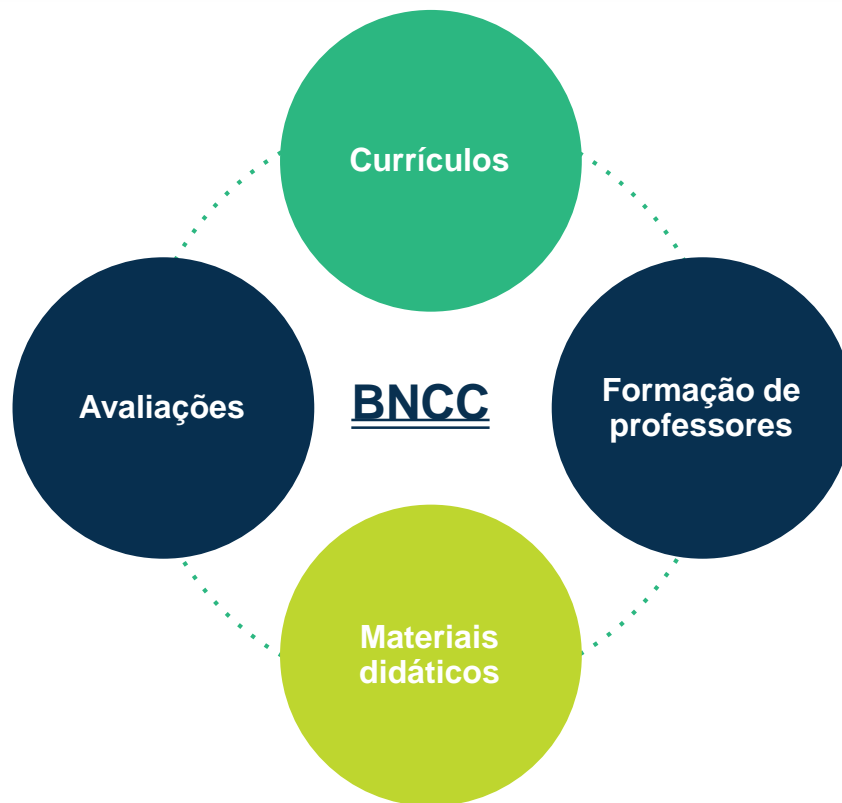 Currículos
Avaliações
BNCC
Formação de
professores
Materiais
didáticos